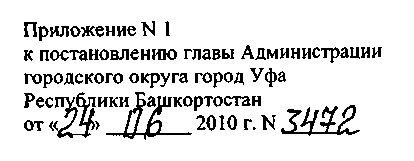 Приложение N 1
к постановлению главы Администрации
городского округа город Уфа
Республики Башкортостан
от «24» 06 2010 г. N 3472